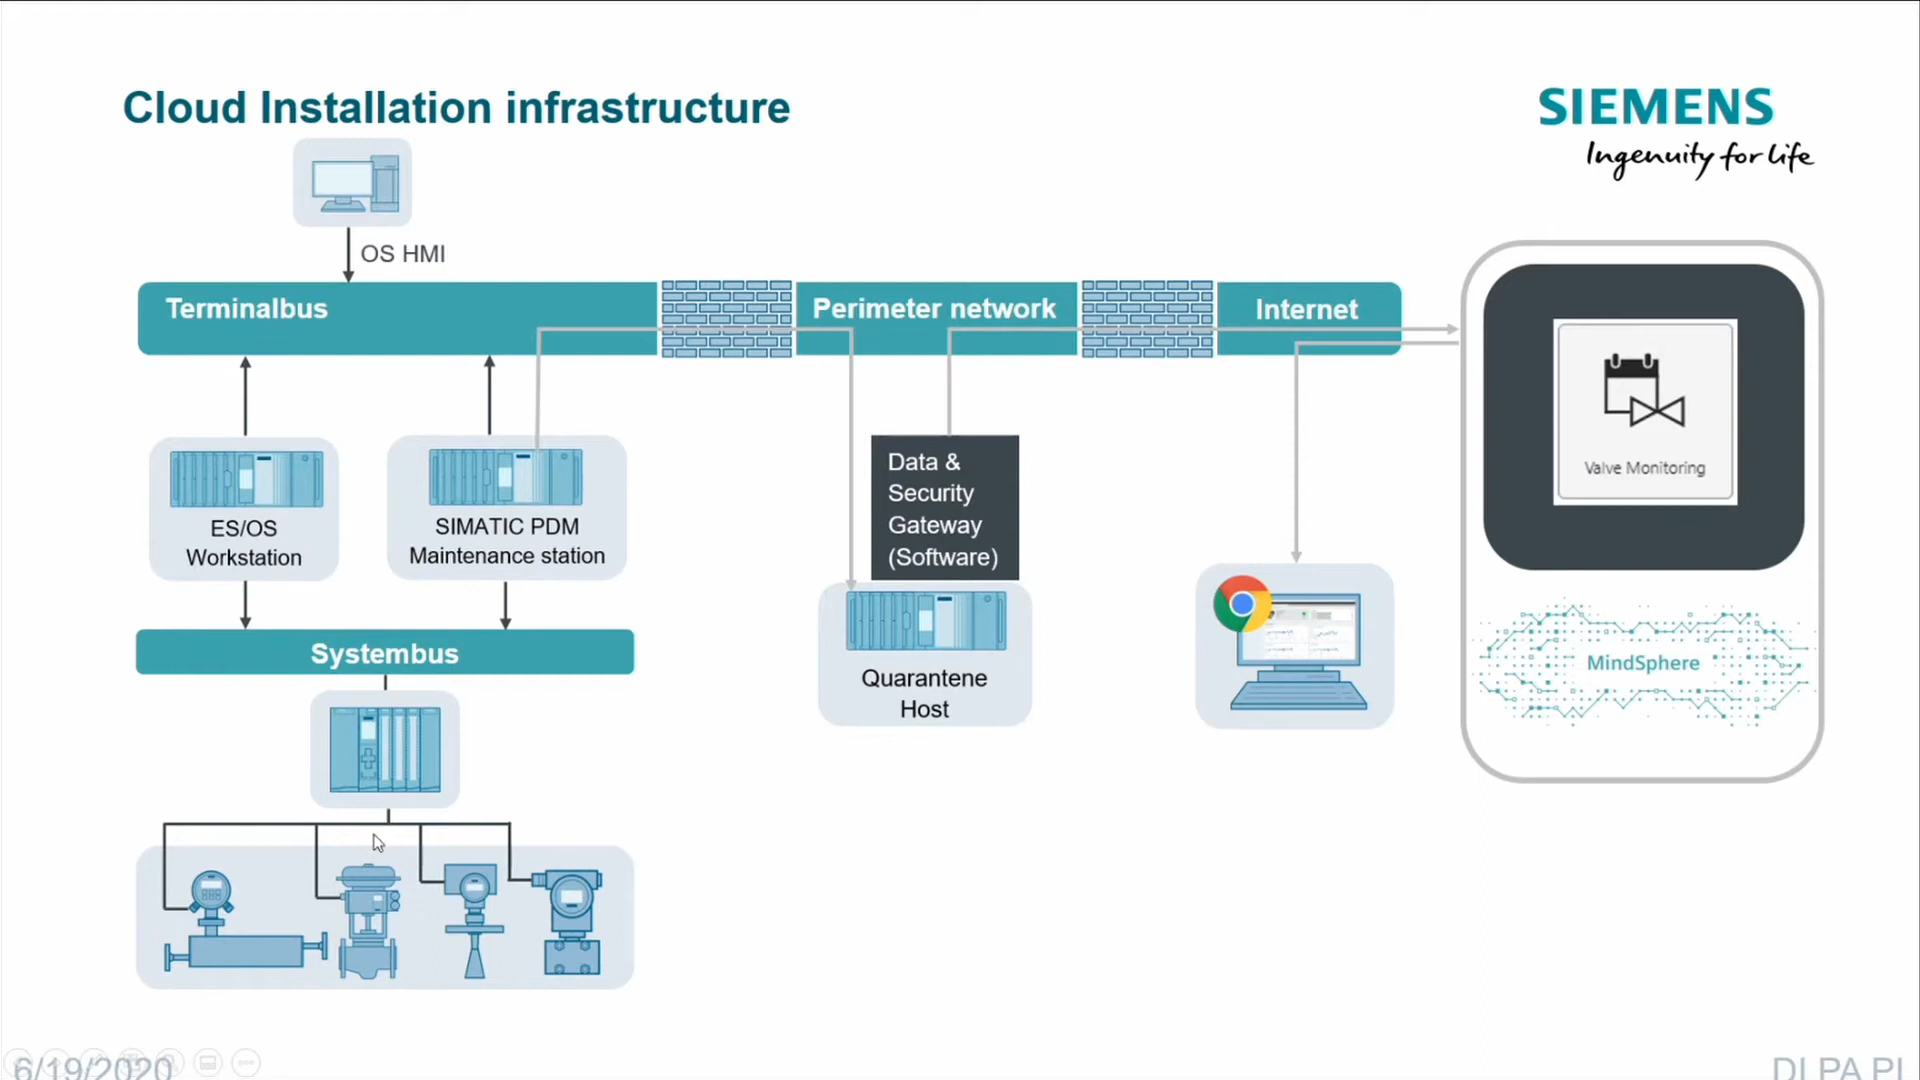 Cloud Installation infrastructure
SIEMENS
Ingenuity for life
OS HMI
Terminalbus
Perimeter network
Internet
Data &
Security
Gateway
(Software)
Valve Monitoring
ES/OS
Workstation
SIMATIC PDM
Maintenance station
Systembus
Quarantene
Host
MindSphere
6/19/2020
DI PA PI